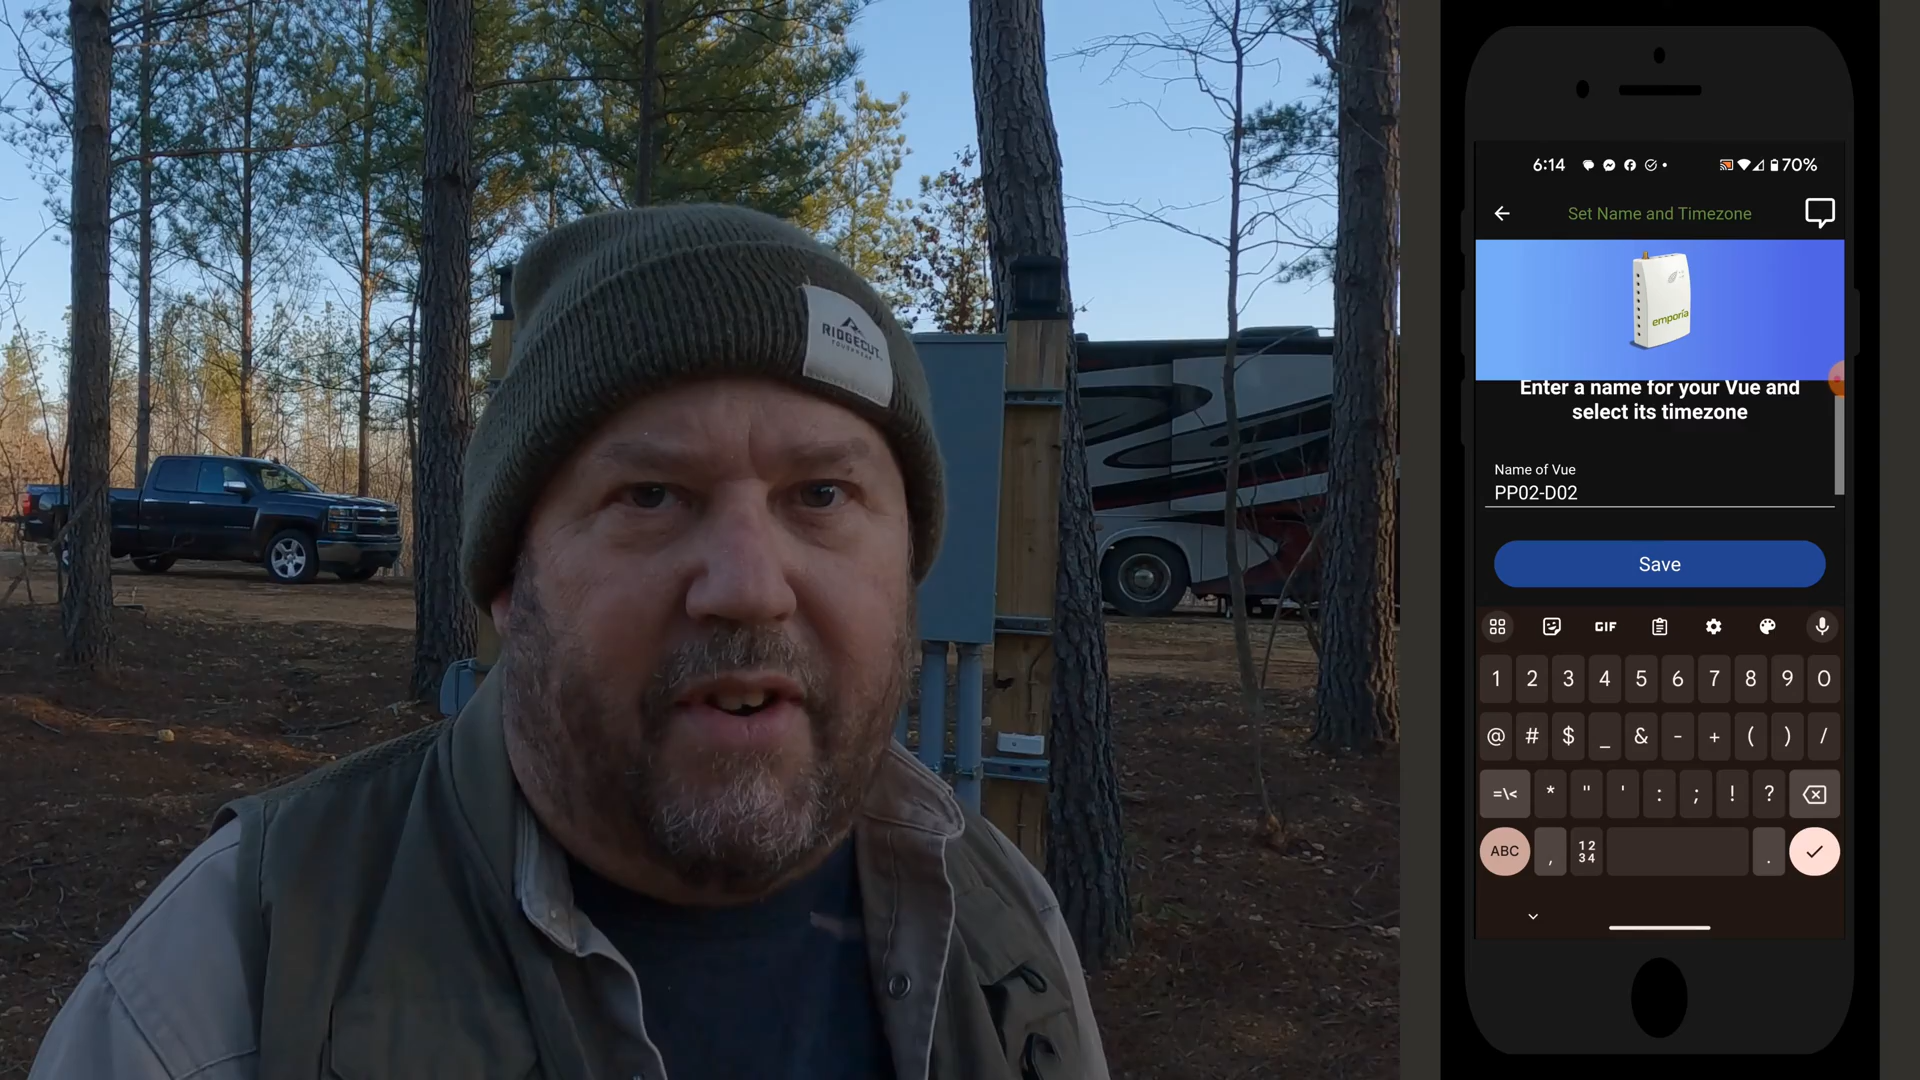 RIDGECUT
6:14
70%
Set Name and Timezone
emporia
Enter a name for your Vue and
select its timezone
Name of Vue
PP02-D02
Save
GIF
1 2 3 4 5 6 7 8 9 0
@ # $ _ & - + ( ) /
=\< * " ' : ; ! ?
ABC , 12 34 .